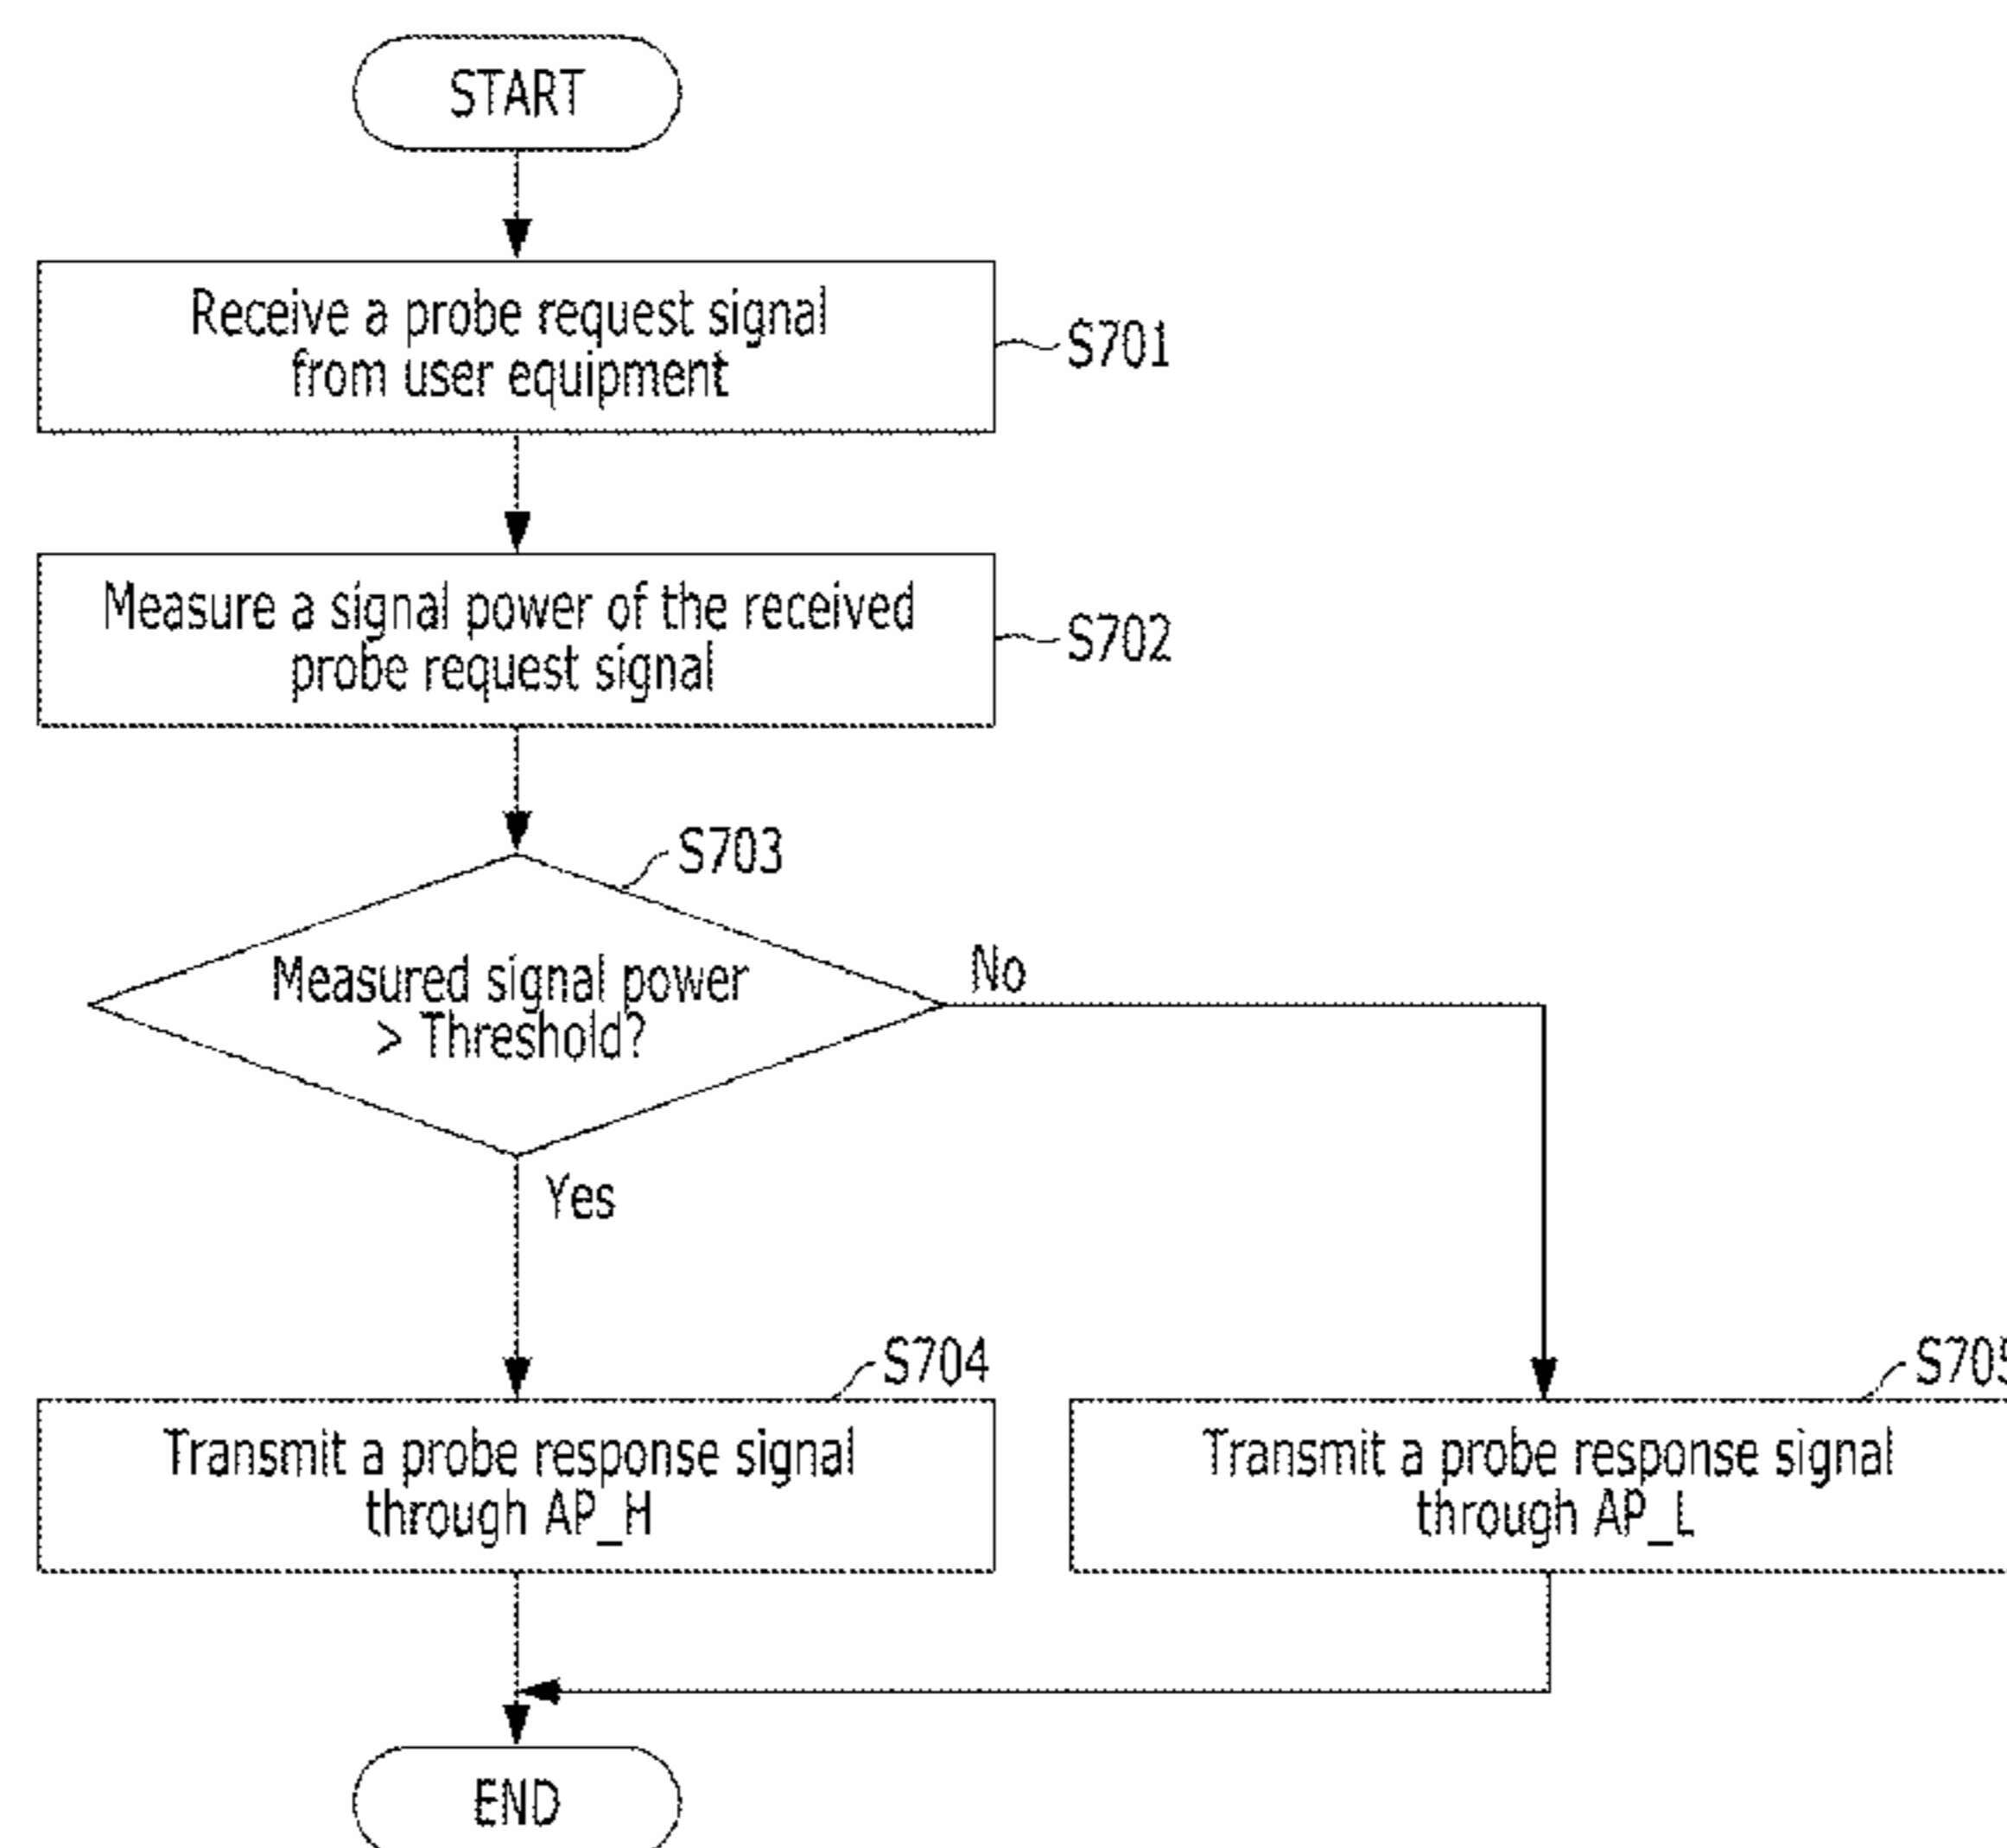 START
Receive a probe request signal
from user equipment
S701
Measure a signal power of the received
probe request signal
S702
S703
Measured signal power
> Threshold?
No
Yes
S704
Transmit a probe response signal
through AP_H
S705
Transmit a probe response signal
through AP_L
END